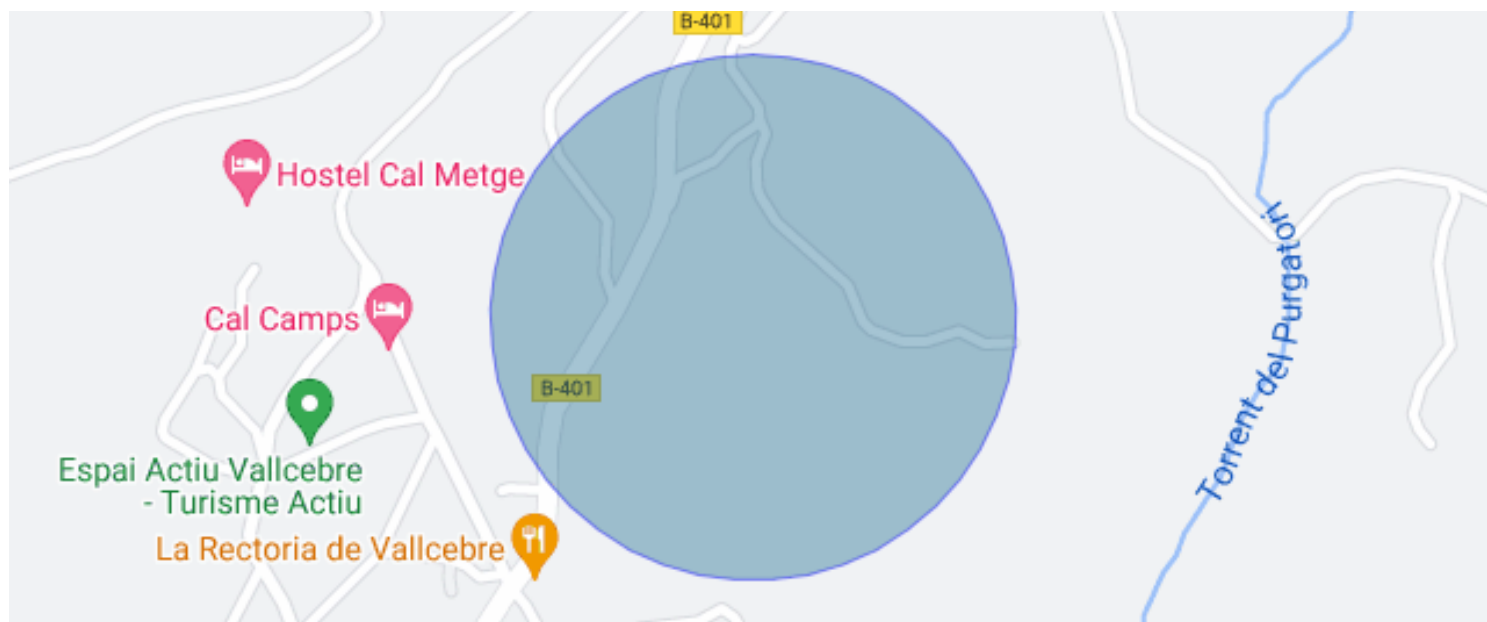 B-401
Hostel Cal Metge
Cal Camps
B-401
Espai Actiu Vallcebre
- Turisme Actiu
La Rectoria de Vallcebre
Torrent del Purgatori